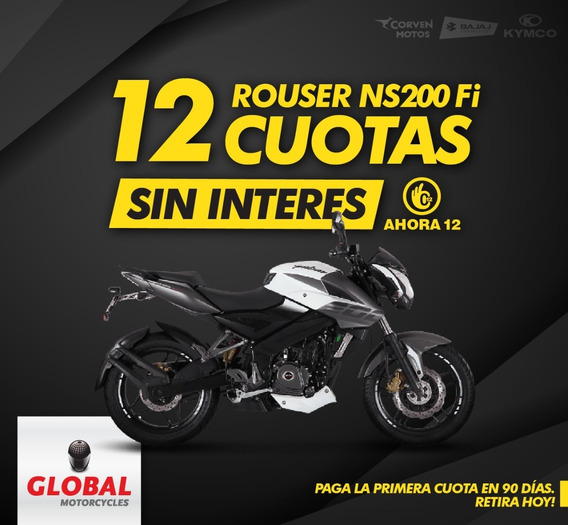 CORVEN
MOTOS
BAJAJ
KYMCO
12
ROUSER NS200 Fi
CUOTAS
SIN INTERES
AHORA 12
GLOBAL
MOTORCYCLES
PAGA LA PRIMERA CUOTA EN 90 DÍAS.
RETIRA HOY!